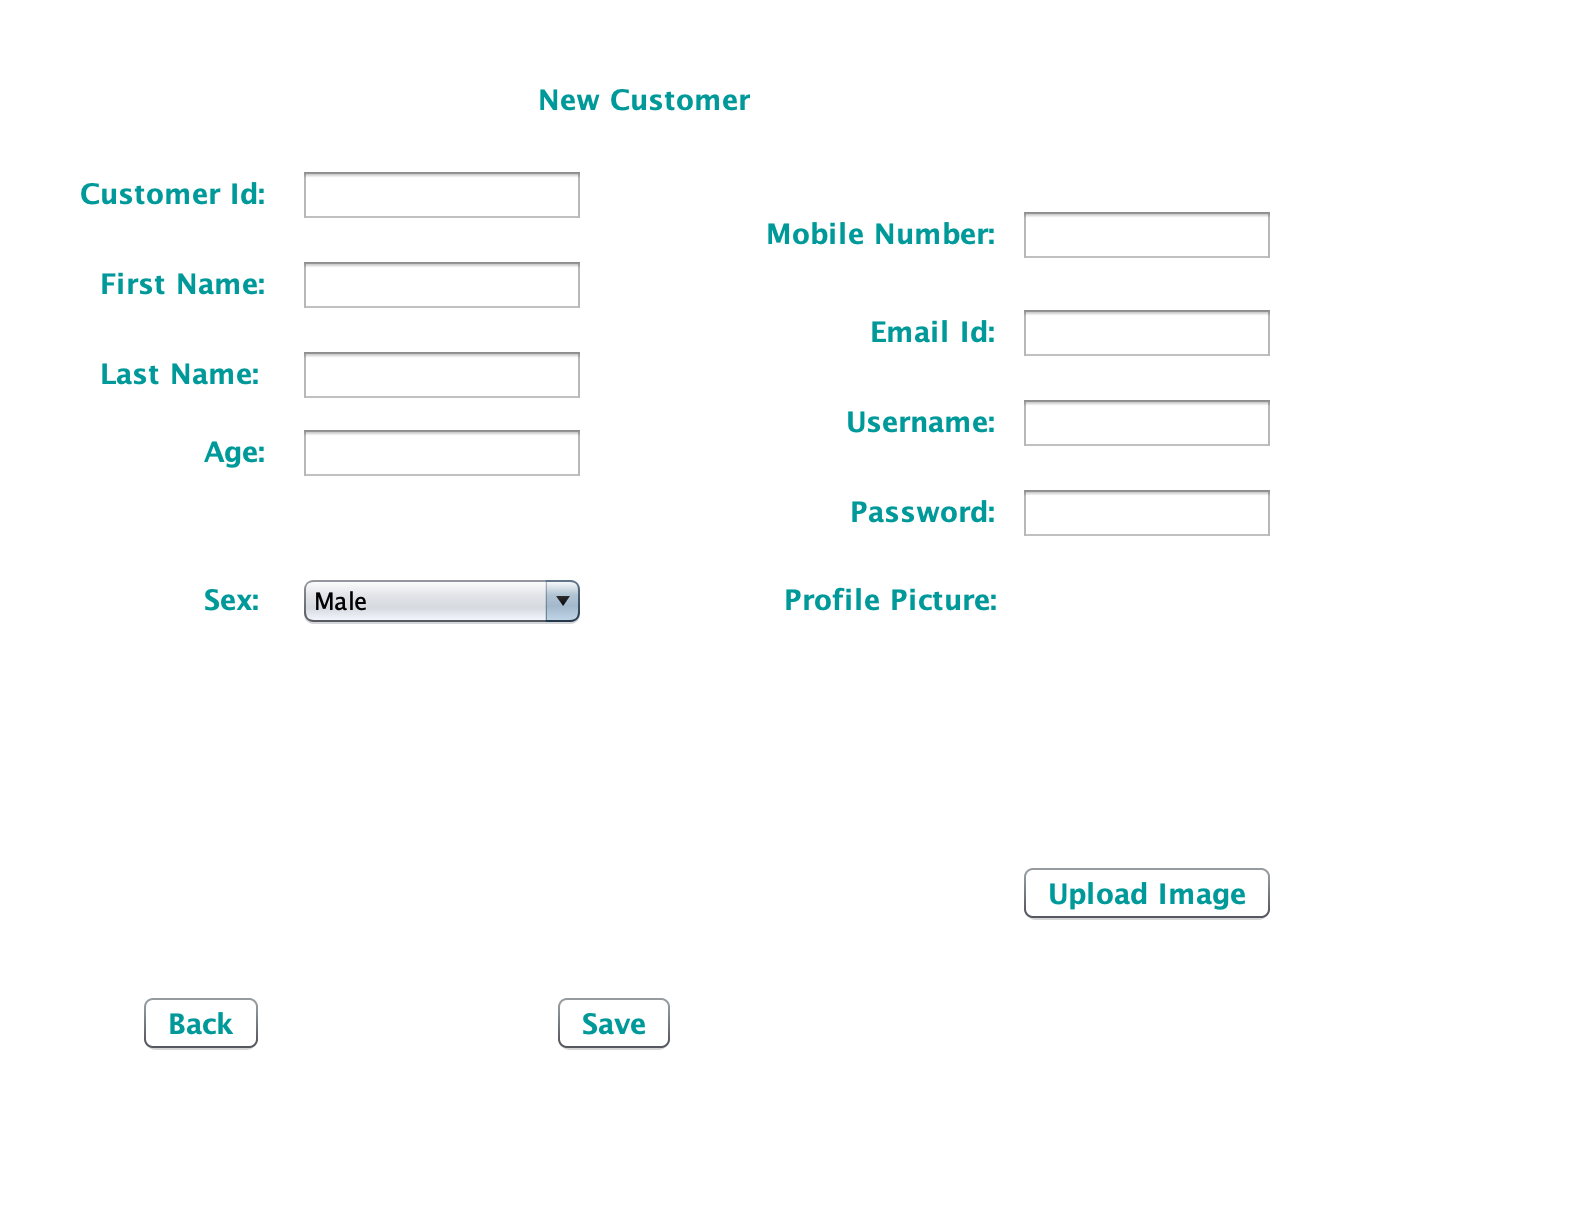 New Customer
Customer Id:
First Name:
Last Name:
Age:
Sex:
Male
Mobile Number:
Email Id:
Username:
Password:
Profile Picture:
Upload Image
Back
Save